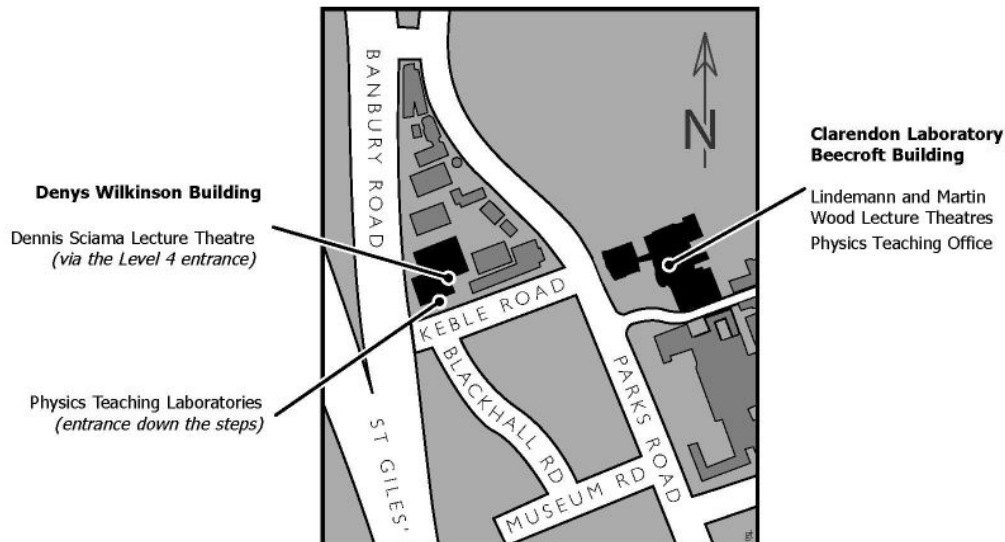 BANBURY ROAD
N
Clarendon Laboratory
Beecroft Building
Lindemann and Martin
Wood Lecture Theatres
Physics Teaching Office
Denys Wilkinson Building
Dennis Sciama Lecture Theatre
(via the Level 4 entrance)
KEBLE ROAD
BLACKHALL RD
PARKS ROAD
Physics Teaching Laboratories
(entrance down the steps)
ST GILES'
MUSEUM RD